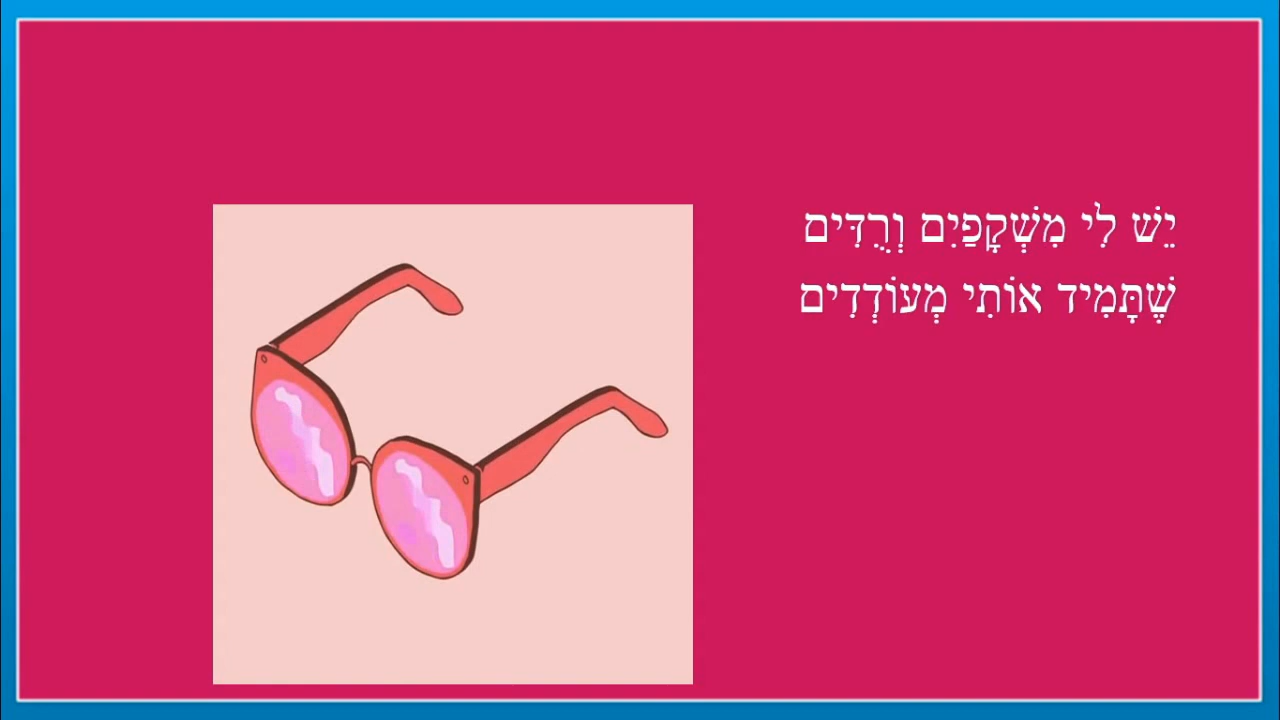 יֵשׁ לִי מִשְׁקָפַיִם וְרֻדִּים
שֶׁתָּמִיד אוֹתִי מְעוֹדְדִים